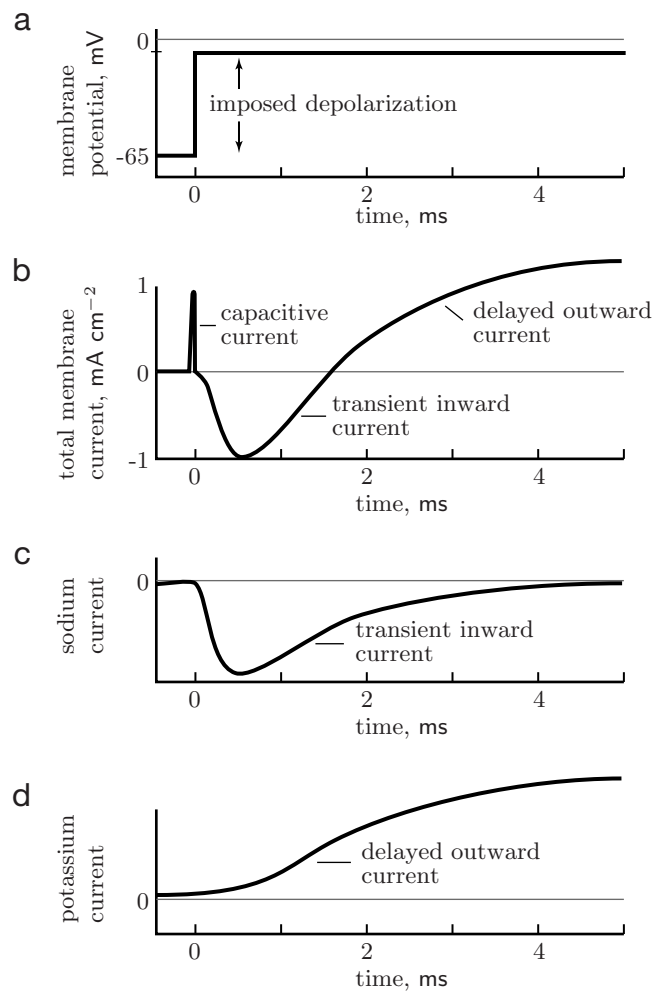 a
membrane
potential, mV
0
-65
imposed depolarization
0 2 4
time, ms
b
total membrane
current, mA cm−2
1
0
-1
capacitive
current
delayed outward
current
transient inward
current
0 2 4
time, ms
c
sodium
current
0
transient inward
current
0 2 4
time, ms
d
potassium
current
0
delayed outward
current
0 2 4
time, ms